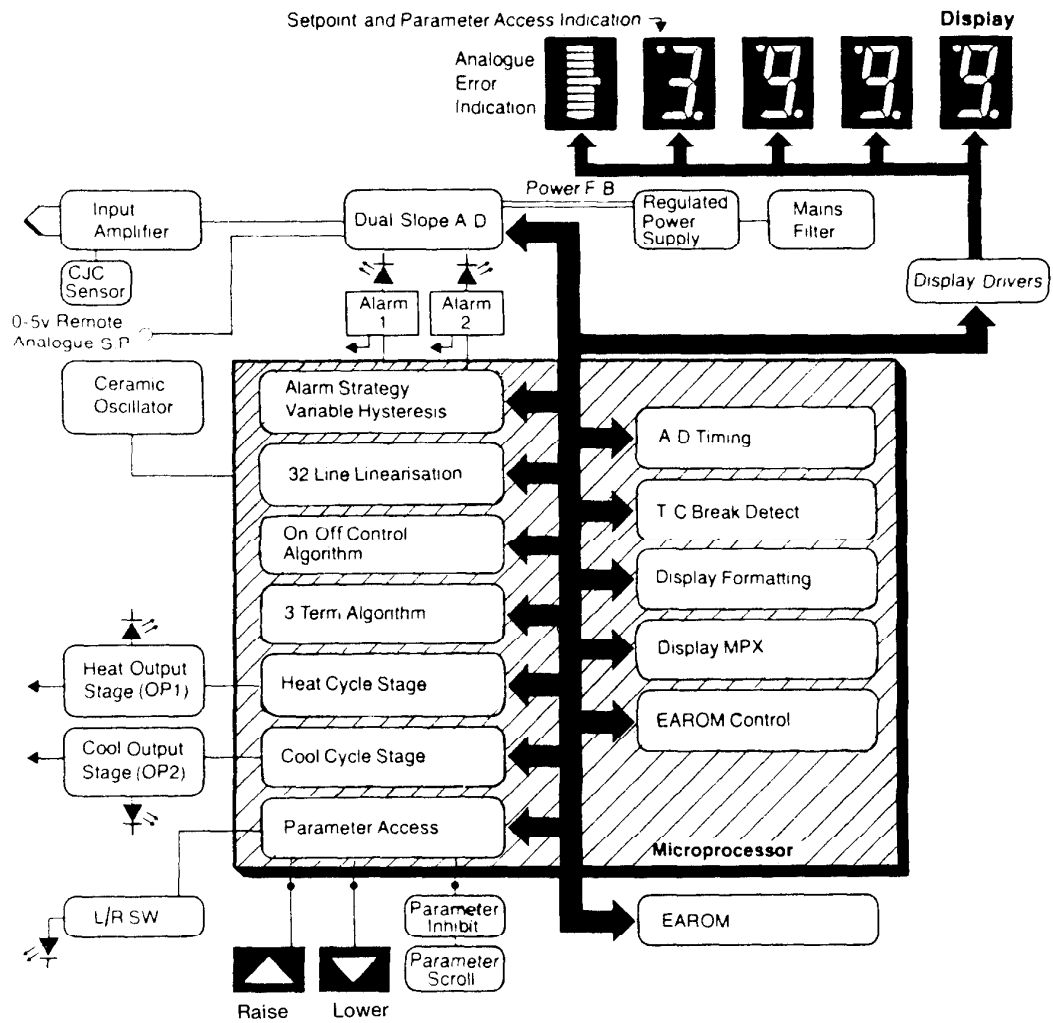 Setpoint and Parameter Access Indication
Display
Analogue
Error
Indication
3.
9.
9.
9.
Input
Amplifier
Dual Slope A D
Power F B
Regulated
Power
Supply
Mains
Filter
CJC
Sensor
Alarm
1
Alarm
2
Display Drivers
0-5v Remote
Analogue S.P
Ceramic
Oscillator
Alarm Strategy
Variable Hysteresis
A D Timing
32 Line Linearisation
T C Break Detect
On Off Control
Algorithm
Display Formatting
3 Term Algorithm
Display MPX
Heat Output
Stage (OP1)
Heat Cycle Stage
EAROM Control
Cool Output
Stage (OP2)
Cool Cycle Stage
Parameter Access
Microprocessor
L/R SW
Parameter
Inhibit
EAROM
Parameter
Scroll
Raise
Lower